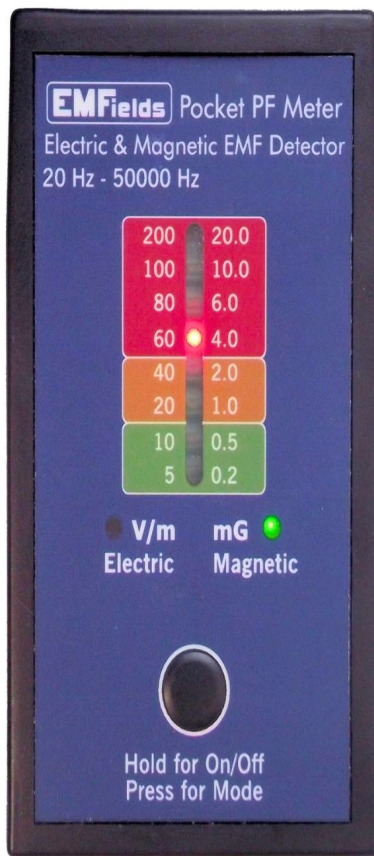 EMFields Pocket PF Meter
Electric & Magnetic EMF Detector
20 Hz - 50000 Hz
200 20.0
100 10.0
80 6.0
60 4.0
40 2.0
20 1.0
10 0.5
5 0.2
V/m mG
Electric Magnetic
Hold for On/Off
Press for Mode